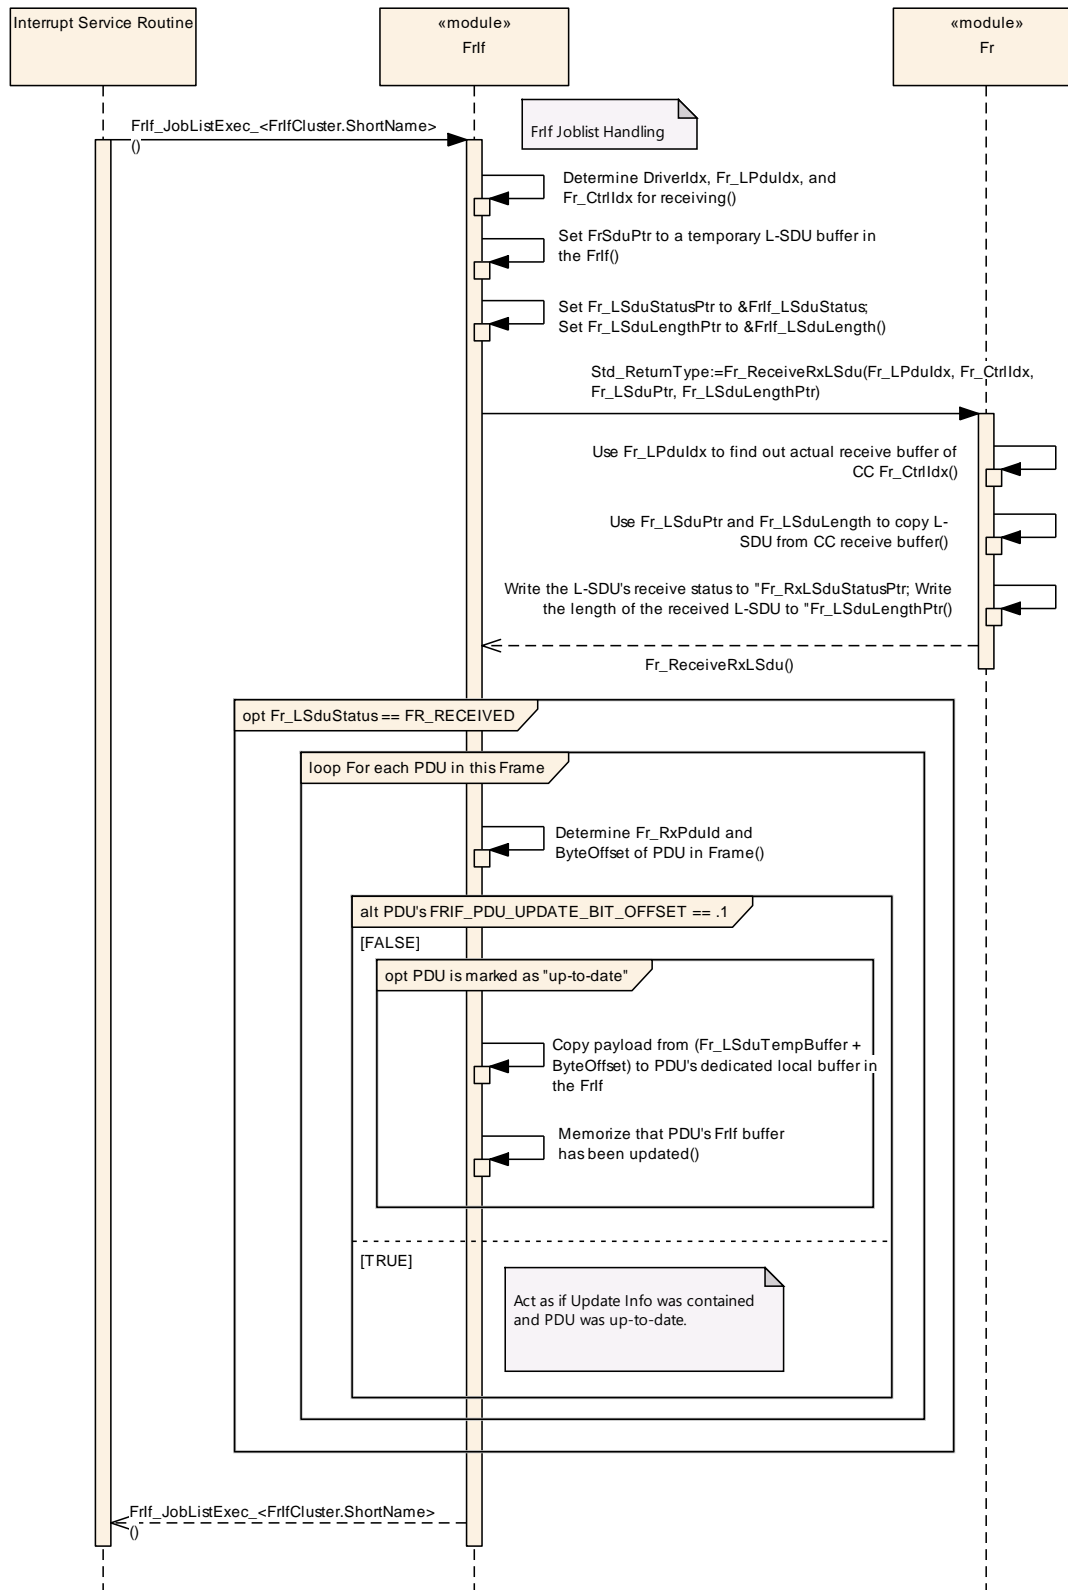 Interrupt Service Routine
«module»
FrIf
«module»
Fr
FrIf_JobListExec_<FrIfCluster.ShortName>
()
FrIf Joblist Handling
Determine DriverIdx, Fr_LPduIdx, and
Fr_CtrlIdx for receiving()
Set FrSduPtr to a temporary L-SDU buffer in
the FrIf()
Set Fr_LSduStatusPtr to &FrIf_LSduStatus;
Set Fr_LSduLengthPtr to &FrIf_LSduLength()
Std_ReturnType:=Fr_ReceiveRxLSdu(Fr_LPduIdx, Fr_CtrlIdx,
Fr_LSduPtr, Fr_LSduLengthPtr)
Use Fr_LPduIdx to find out actual receive buffer of
CC Fr_CtrlIdx()
Use Fr_LSduPtr and Fr_LSduLength to copy L-
SDU from CC receive buffer()
Write the L-SDU's receive status to "Fr_RxLSduStatusPtr; Write
the length of the received L-SDU to "Fr_LSduLengthPtr()
Fr_ReceiveRxLSdu()
opt Fr_LSduStatus == FR_RECEIVED
loop For each PDU in this Frame
Determine Fr_RxPduId and
ByteOffset of PDU in Frame()
alt PDU's FRIF_PDU_UPDATE_BIT_OFFSET == .1
[FALSE]
opt PDU is marked as "up-to-date"
Copy payload from (Fr_LSduTempBuffer +
ByteOffset) to PDU's dedicated local buffer in
the FrIf
Memorize that PDU's FrIf buffer
has been updated()
[TRUE]
Act as if Update Info was contained
and PDU was up-to-date.
FrIf_JobListExec_<FrIfCluster.ShortName>
()